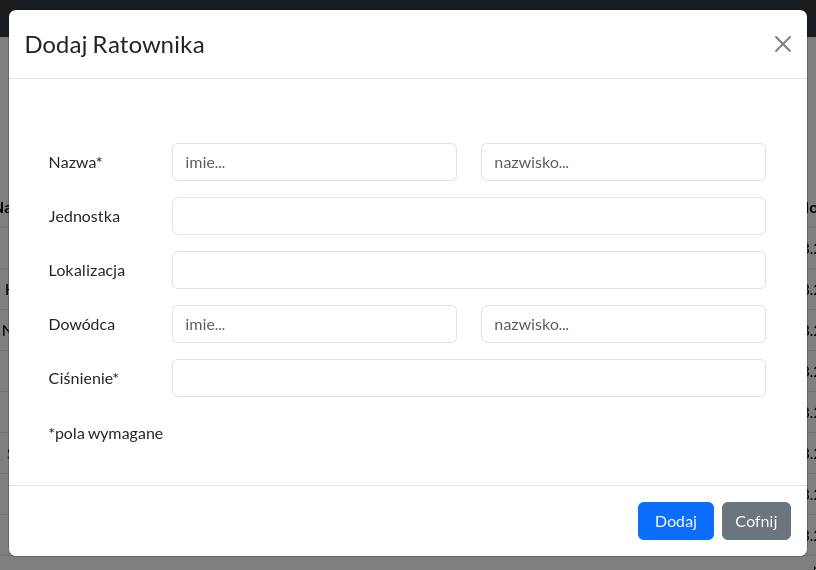 Dodaj Ratownika
Nazwa* imie... nazwisko...
Jednostka
Lokalizacja
Dowódca imie... nazwisko...
Ciśnienie*
*pola wymagane
Dodaj Cofnij